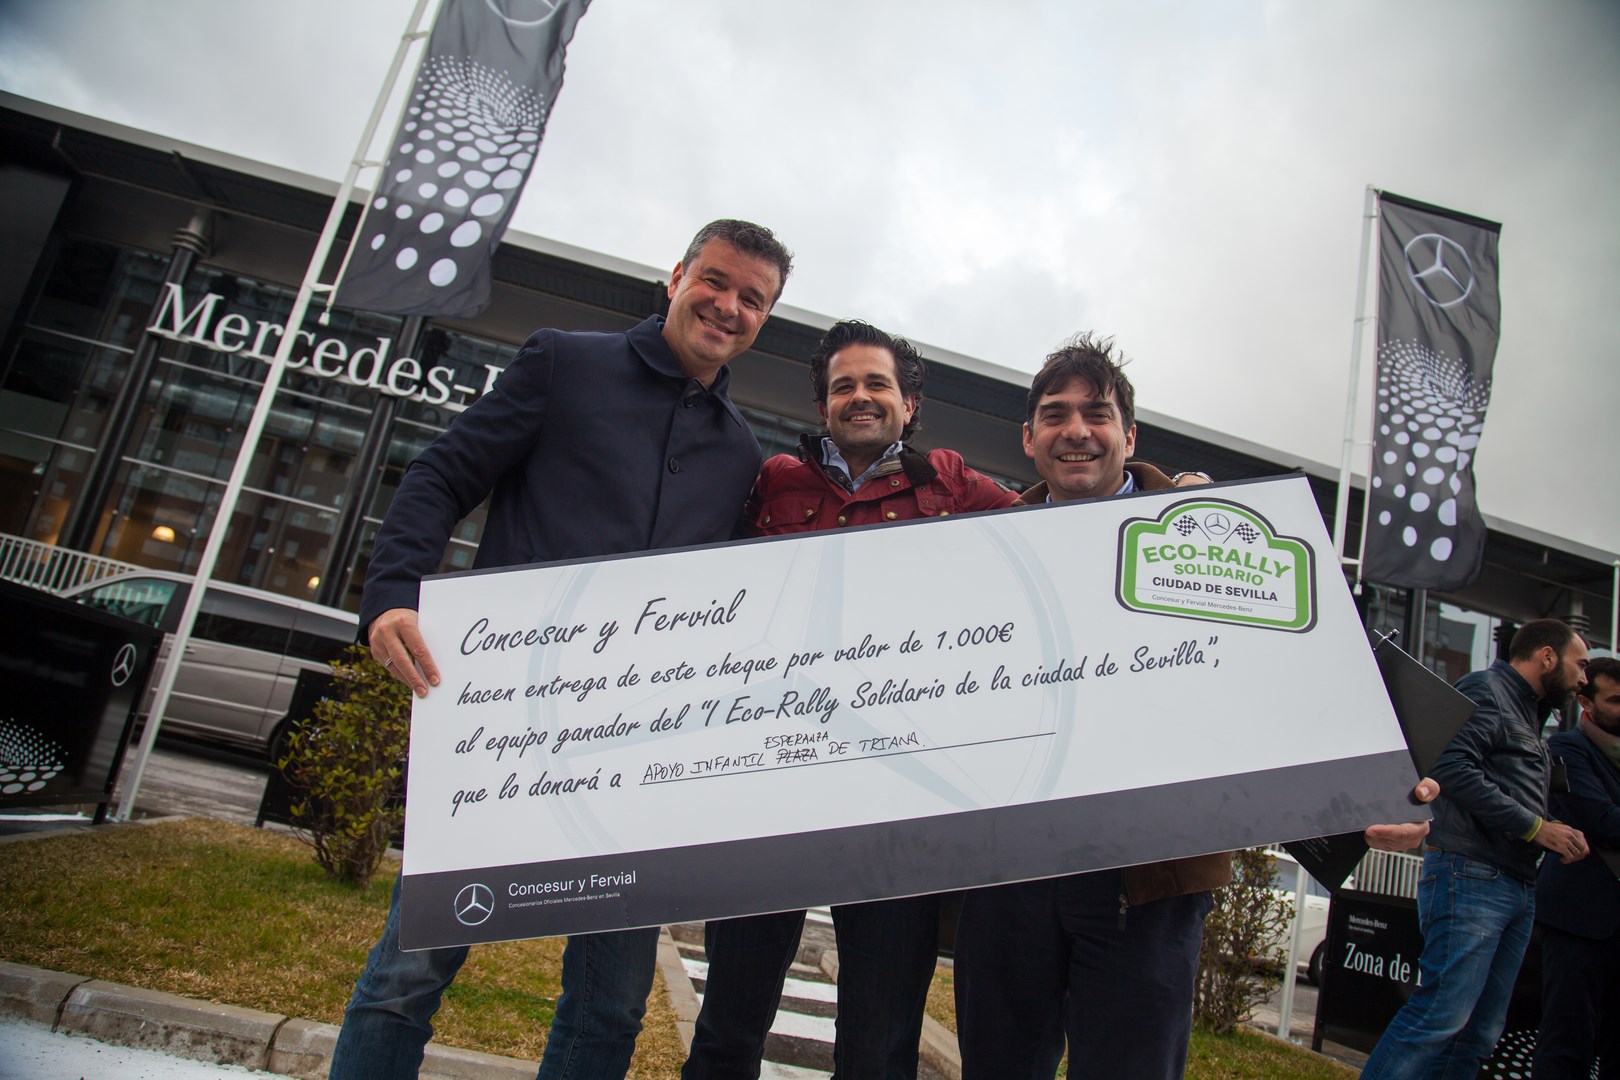 Mercedes-
ECO-RALLY
SOLIDARIO
CIUDAD DE SEVILLA
Concesur y Fervial Mercedes-Benz
Concesur y Fervial
hacen entrega de este cheque por valor de 1.000€
al equipo ganador del "I Eco-Rally Solidario de la ciudad de Sevilla",
ESPERANZA
que lo donará a APOYO INFANTIL PLAZA DE TRIANA.
Concesur y Fervial
Concesionarios Oficiales Mercedes-Benz en Sevilla
Mercedes-Benz
Zona de